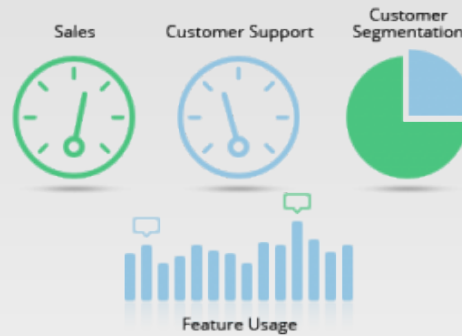 Sales
Customer Support
Customer
Segmentation
Feature Usage